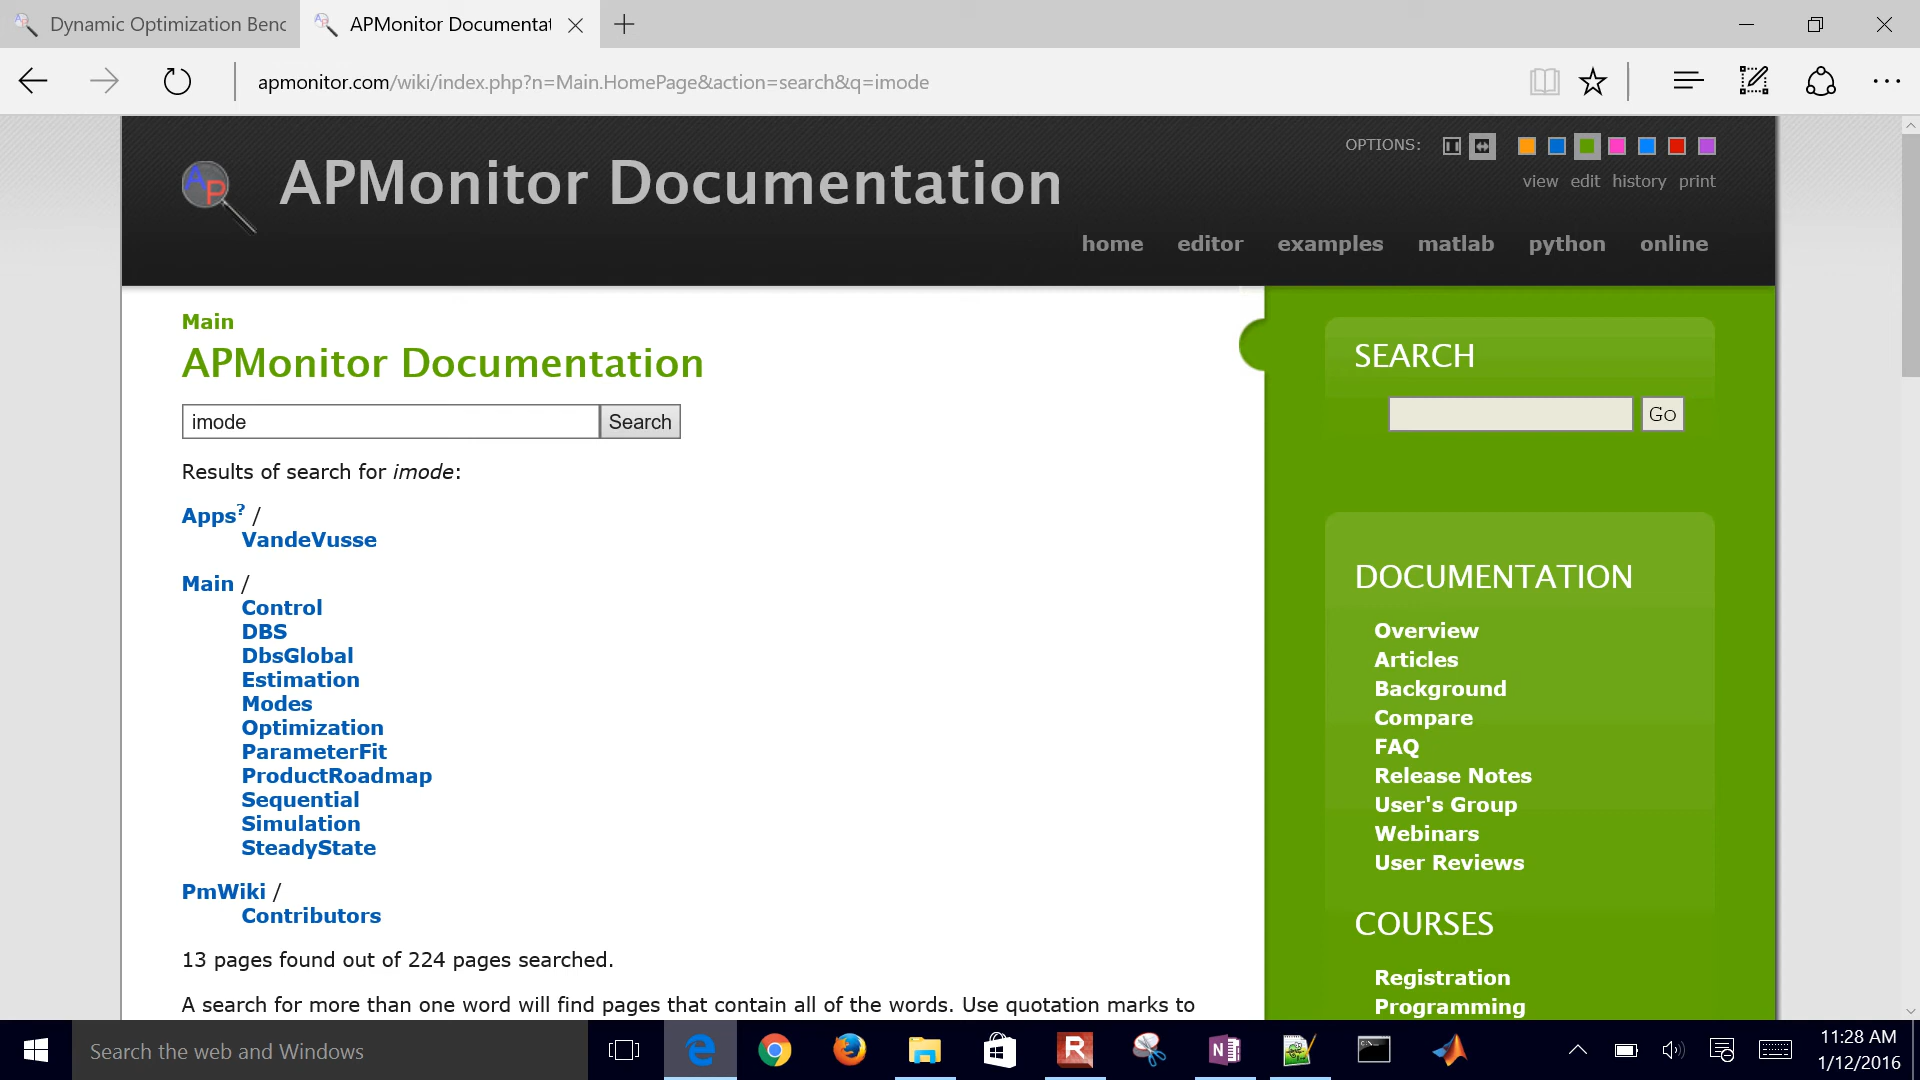 Dynamic Optimization Benc
APMonitor Documentat
apmonitor.com/wiki/index.php?n=Main.HomePage&action=search&q=imode
OPTIONS:
view edit history print
AP
APMonitor Documentation
home editor examples matlab python online
Main
APMonitor Documentation
imode Search
Results of search for imode:
Apps? /
VandeVusse
Main /
Control
DBS
DbsGlobal
Estimation
Modes
Optimization
ParameterFit
ProductRoadmap
Sequential
Simulation
SteadyState
PmWiki /
Contributors
13 pages found out of 224 pages searched.
A search for more than one word will find pages that contain all of the words. Use quotation marks to
SEARCH
Go
DOCUMENTATION
Overview
Articles
Background
Compare
FAQ
Release Notes
User's Group
Webinars
User Reviews
COURSES
Registration
Programming
Search the web and Windows
11:28 AM
1/12/2016